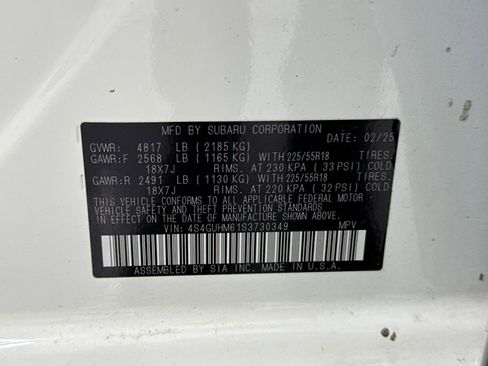 MFD BY SUBARU CORPORATION
DATE: 02/25
GVWR: 4817 LB (2185 KG)
GAWR:F 2568 LB (1165 KG) WITH 225/55R18 TIRES.
18X7J RIMS. AT 230 KPA ( 33 PSI) COLD
GAWR:R 2491 LB (1130 KG) WITH 225/55R18 TIRES.
18X7J RIMS. AT 220 KPA ( 32 PSI) COLD
THIS VEHICLE CONFORMS TO ALL APPLICABLE FEDERAL MOTOR
VEHICLE SAFETY AND THEFT PREVENTION STANDARDS
IN EFFECT ON THE DATE OF MANUFACTURE SHOWN ABOVE.
VIN: 4S4GUHM61S3730349 MPV
ASSEMBLED BY SIA INC. MADE IN U.S.A.